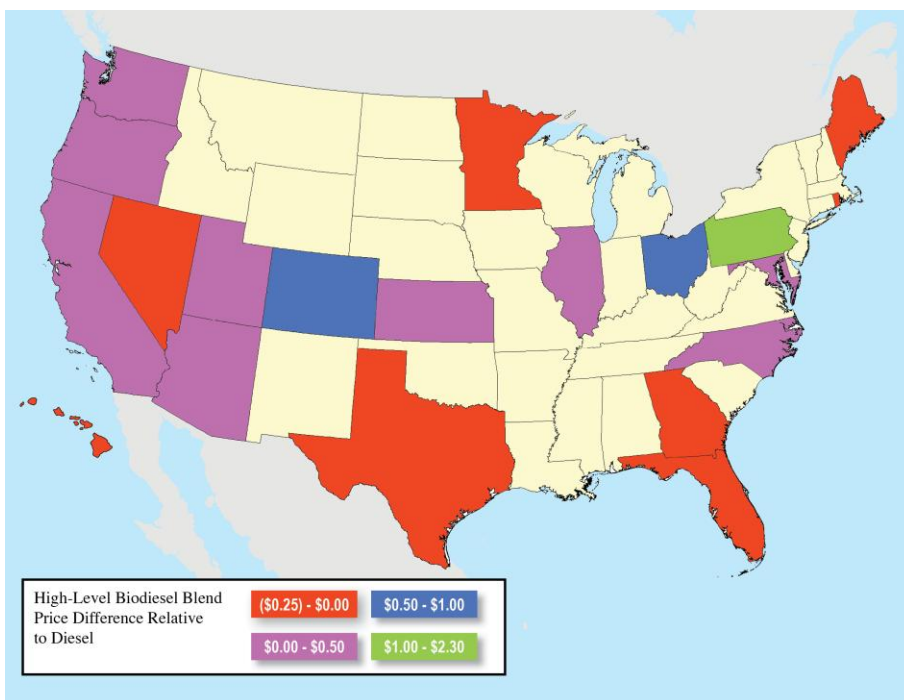 High-Level Biodiesel Blend
Price Difference Relative
to Diesel
($0.25) - $0.00
$0.50 - $1.00
$0.00 - $0.50
$1.00 - $2.30